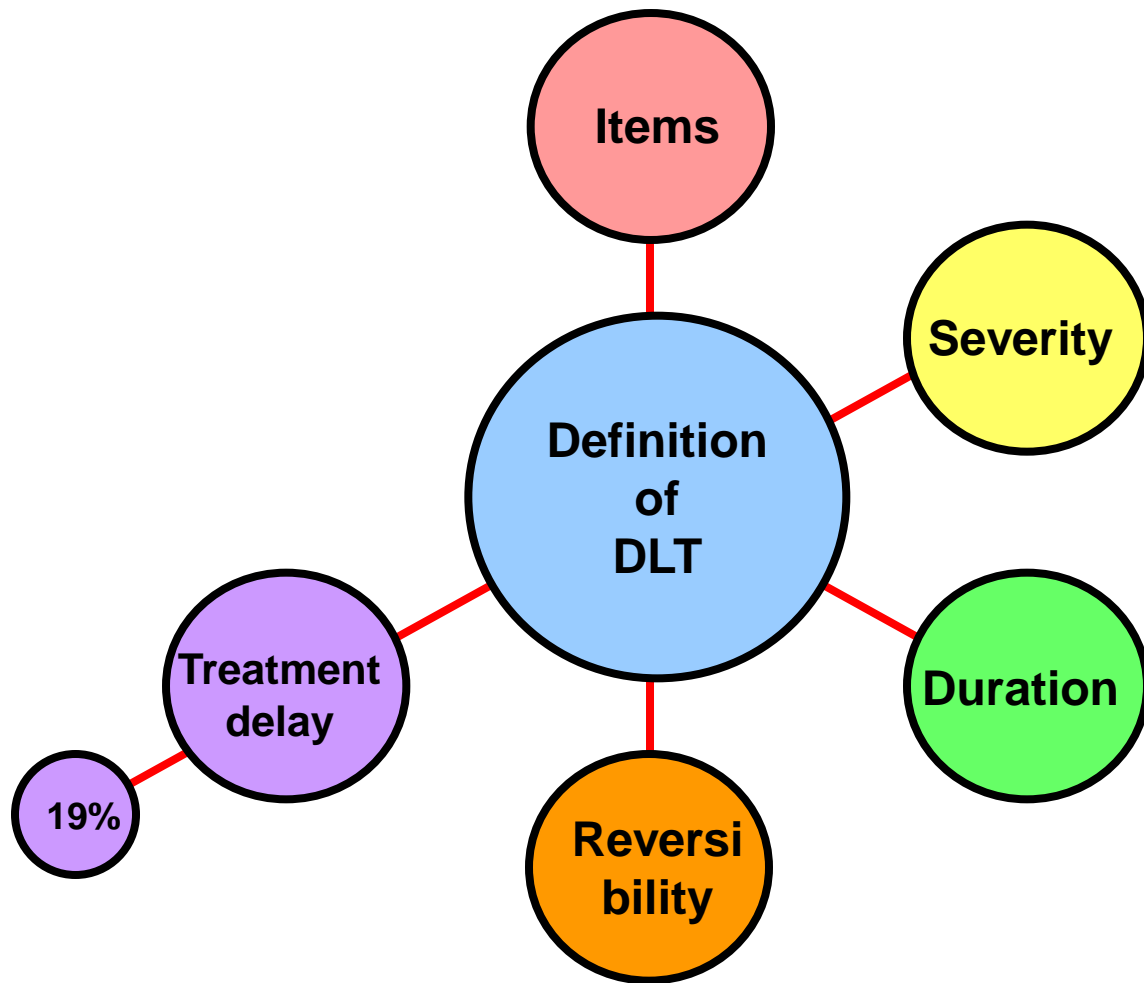 Items
Severity
Definition
of
DLT
Treatment
delay
Duration
19%
Reversi
bility